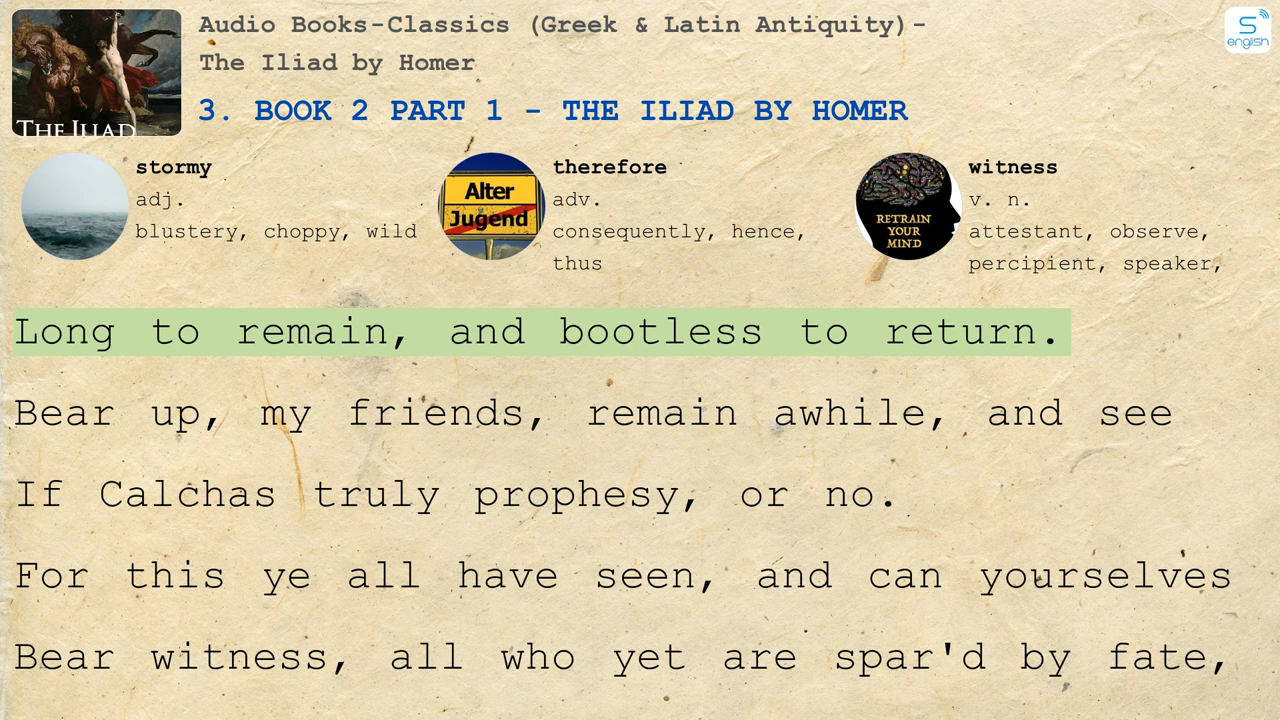 Audio Books-Classics (Greek & Latin Antiquity)-
The Iliad by Homer
3. BOOK 2 PART 1 - THE ILIAD BY HOMER
THE ILIAD
S
english
stormy
adj.
blustery, choppy, wild
Alter
Jugend
therefore
adv.
consequently, hence,
thus
RETRAIN
YOUR
MIND
witness
v. n.
attestant, observe,
percipient, speaker,
Long to remain, and bootless to return.
Bear up, my friends, remain awhile, and see
If Calchas truly prophesy, or no.
For this ye all have seen, and can yourselves
Bear witness, all who yet are spar'd by fate,